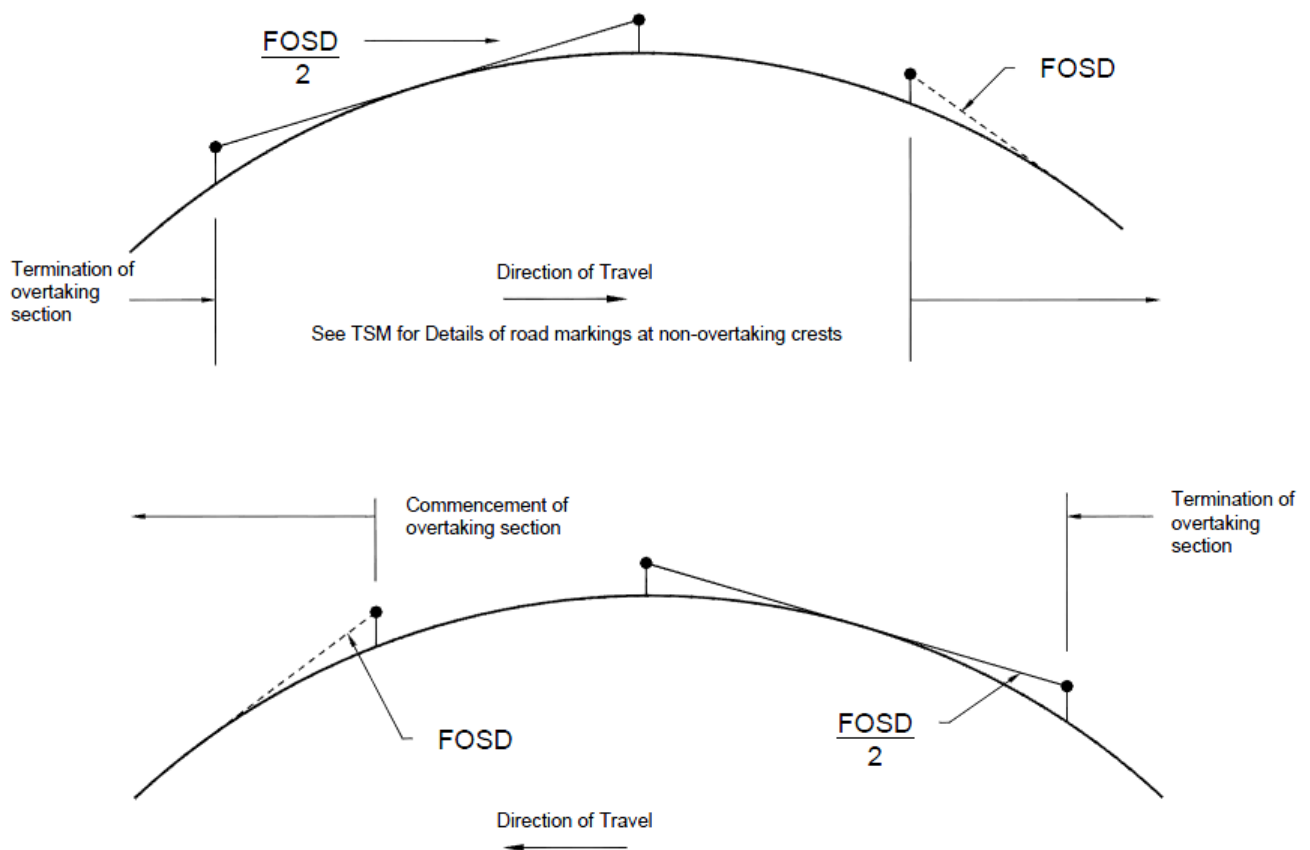 FOSD
2
FOSD
Termination of
overtaking
section
Direction of Travel
See TSM for Details of road markings at non-overtaking crests
Commencement of
overtaking section
Termination of
overtaking
section
FOSD
FOSD
2
Direction of Travel